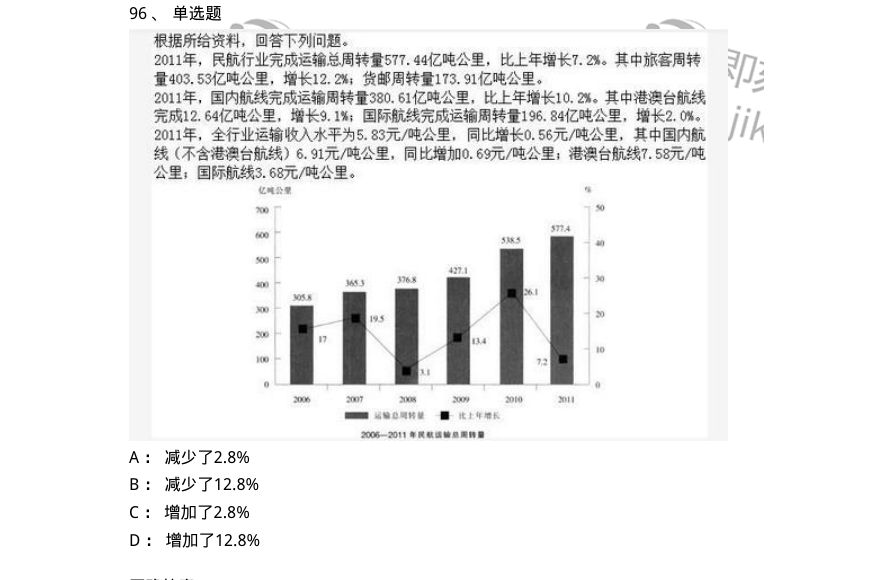 96 、 单选题
根据所给资料，回答下列问题。
2011年，民航行业完成运输总周转量577.44亿吨公里，比上年增长7.2%。其中旅客周转
量403.53亿吨公里，增长12.2%；货邮周转量173.91亿吨公里。
2011年，国内航线完成运输周转量380.61亿吨公里，比上年增长10.2%。其中港澳台航线
完成12.64亿吨公里，增长9.1%；国际航线完成运输周转量196.84亿吨公里，增长2.0%。
2011年，全行业运输收入水平为5.83元/吨公里，同比增长0.56元/吨公里，其中国内航
线（不含港澳台航线）6.91元/吨公里，同比增加0.69元/吨公里；港澳台航线7.58元/吨
公里；国际航线3.68元/吨公里。
亿吨公里 %
700 50
600 40
500 30
400 20
300 10
200 0
100
0
305.8 365.3 376.8 427.1 538.5 577.4
17 19.5 3.1 13.4 26.1 7.2
2006 2007 2008 2009 2010 2011
运输总周转量 比上年增长
2006—2011 年民航运输总周转量
A： 减少了2.8%
B： 减少了12.8%
C： 增加了2.8%
D： 增加了12.8%
jik